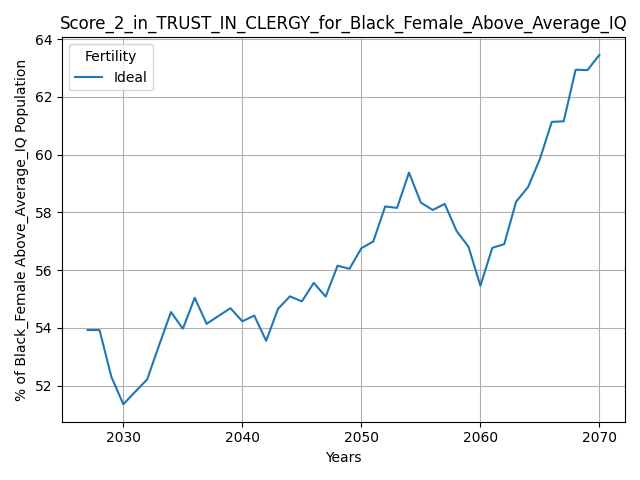 Score_2_in_TRUST_IN_CLERGY_for_Black_Female_Above_Average_IQ
Fertility
Ideal
% of Black_Female Above_Average_IQ Population
64
62
60
58
56
54
52
2030
2040
2050
2060
2070
Years